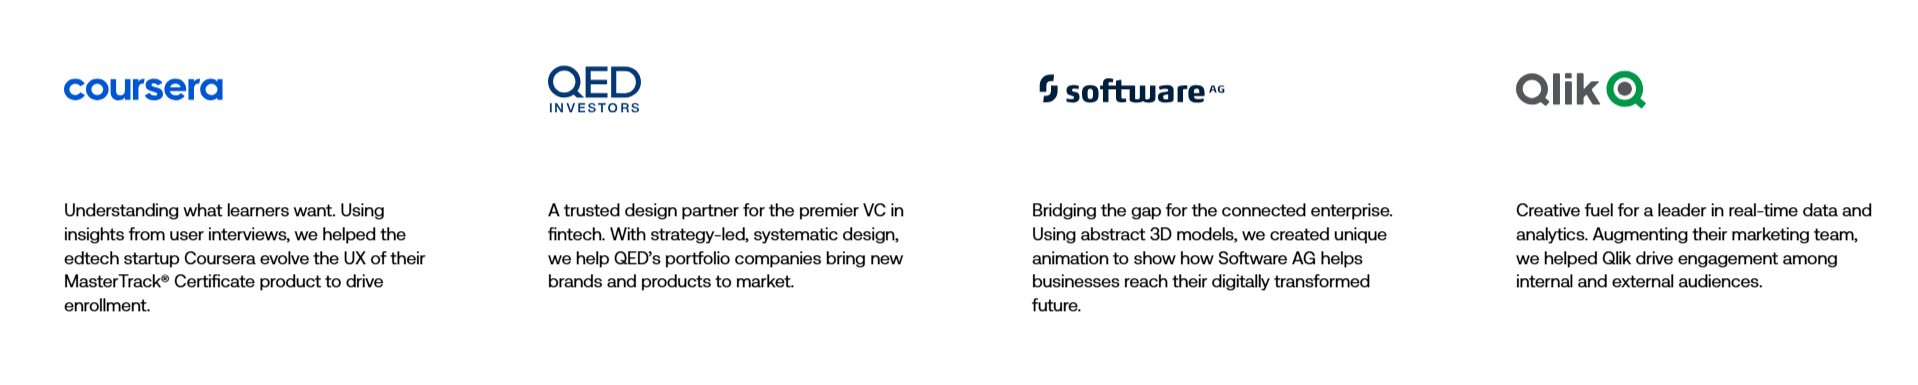 coursera
Understanding what learners want. Using
insights from user interviews, we helped the
edtech startup Coursera evolve the UX of their
MasterTrack® Certificate product to drive
enrollment.
QED
INVESTORS
A trusted design partner for the premier VC in
fintech. With strategy-led, systematic design,
we help QED’s portfolio companies bring new
brands and products to market.
software AG
Bridging the gap for the connected enterprise.
Using abstract 3D models, we created unique
animation to show how Software AG helps
businesses reach their digitally transformed
future.
Qlik
Creative fuel for a leader in real-time data and
analytics. Augmenting their marketing team,
we helped Qlik drive engagement among
internal and external audiences.